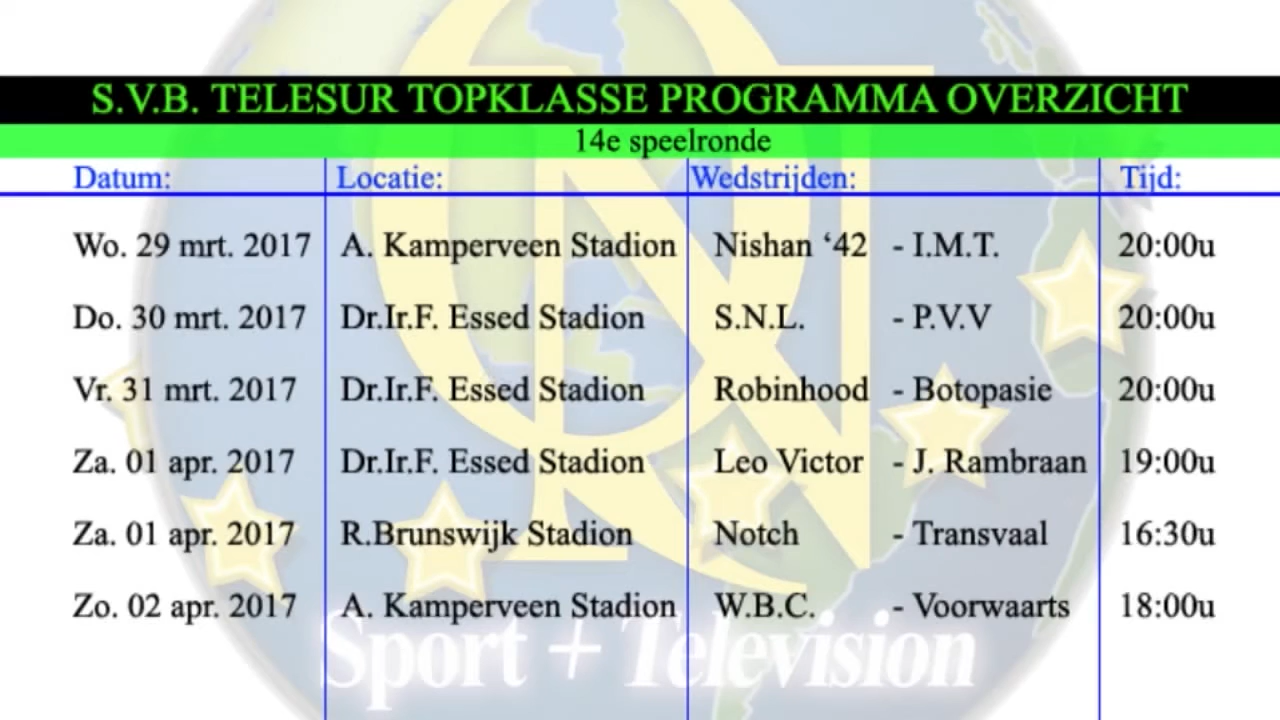 S.V.B. TELESUR TOPKLASSE PROGRAMMA OVERZICHT
14e speelronde
Datum: Locatie: Wedstrijden: Tijd:
Wo. 29 mrt. 2017 A. Kamperveen Stadion Nishan ‘42 - I.M.T. 20:00u
Do. 30 mrt. 2017 Dr.Ir.F. Essed Stadion S.N.L. - P.V.V 20:00u
Vr. 31 mrt. 2017 Dr.Ir.F. Essed Stadion Robinhood - Botopasie 20:00u
Za. 01 apr. 2017 Dr.Ir.F. Essed Stadion Leo Victor - J. Rambraan 19:00u
Za. 01 apr. 2017 R.Brunswijk Stadion Notch - Transvaal 16:30u
Zo. 02 apr. 2017 A. Kamperveen Stadion W.B.C. - Voorwaarts 18:00u
Sport + Television